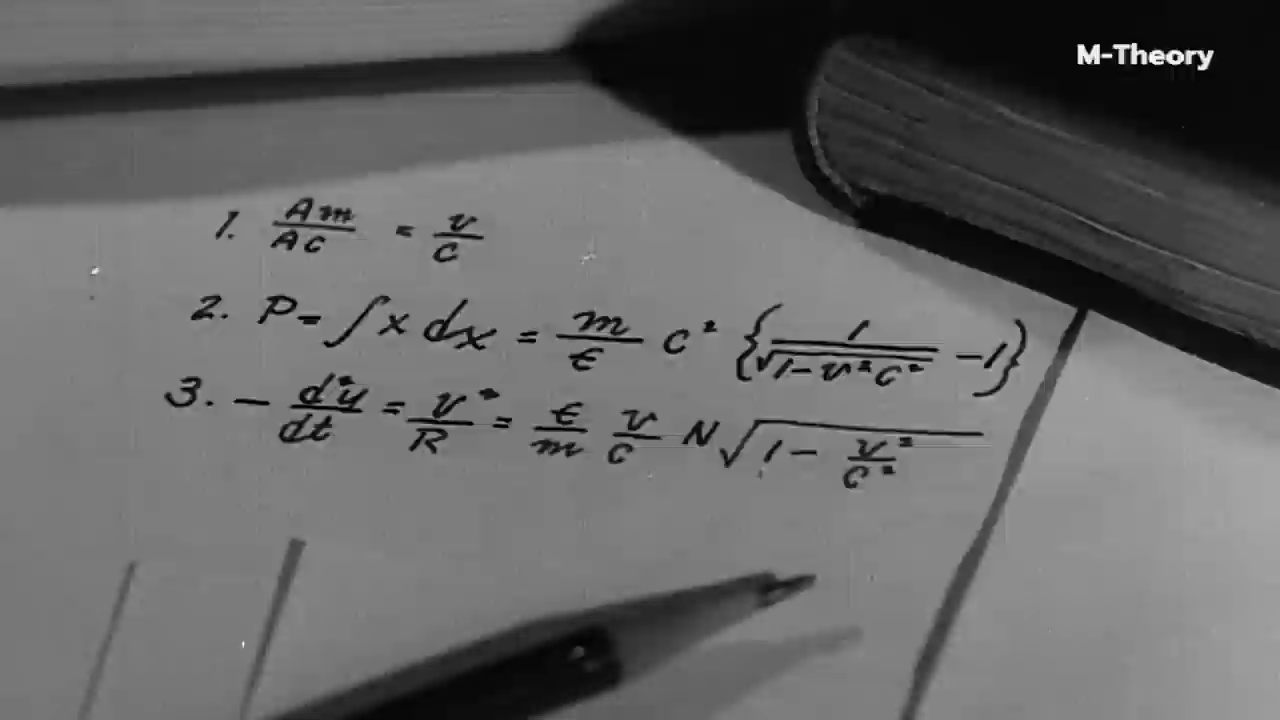 M-Theory
1. Am/AC = v/C
2. P = ∫x dx = m/ε C² {1/√(1-v²C²) -1}
3. - d²y/dt = v²/R = ε/m v/C N√(1 - v²/C²)